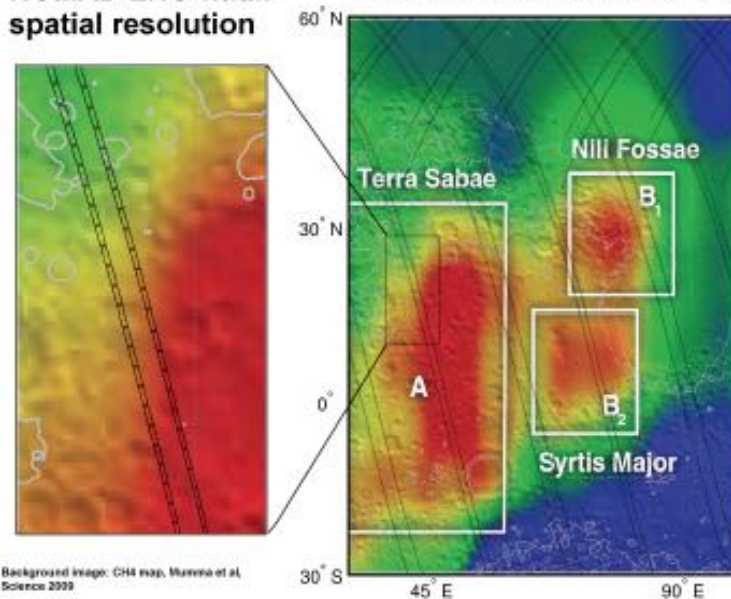 spatial resolution
60° N
30° N
0°
30° S
45° E
90° E
Terra Sabae
Nili Fossae
A
B1
B2
Syrtis Major
Background image: CH4 map, Mumma et al,
Science 2009